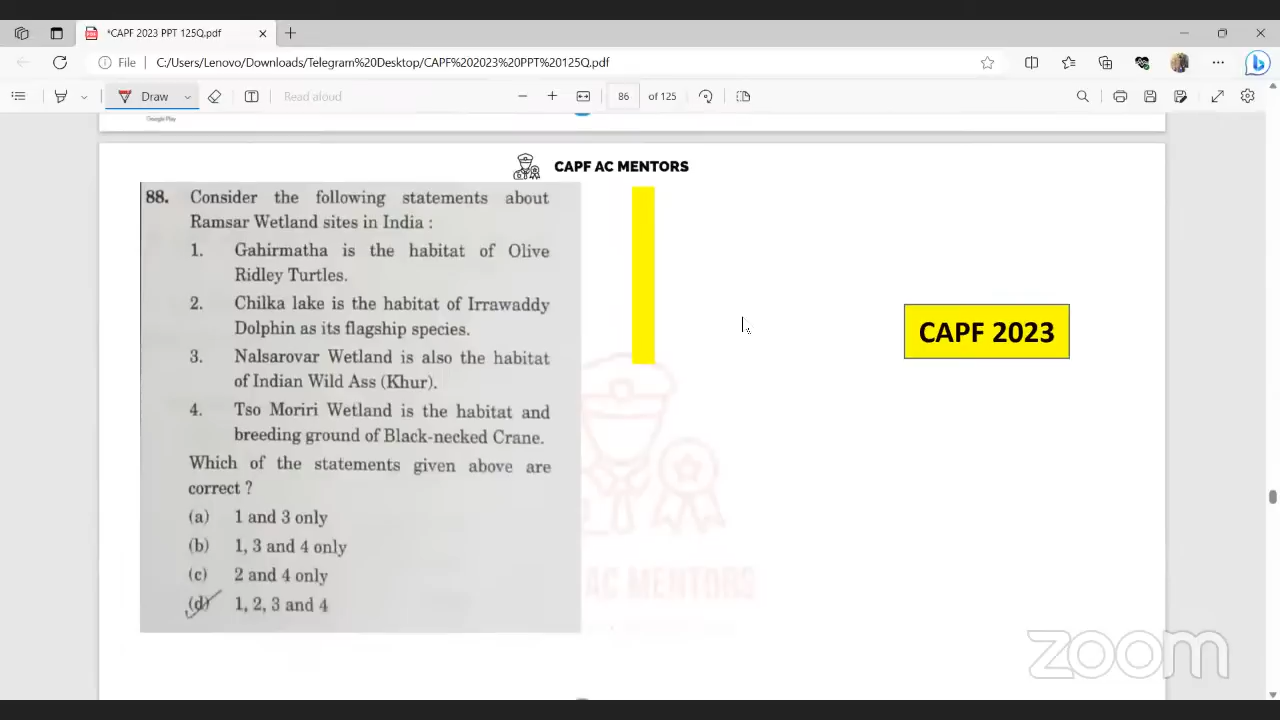 *CAPF 2023 PPT 125Q.pdf
File
C:/Users/Lenovo/Downloads/Telegram%20Desktop/CAPF%202023%20PPT%20125Q.pdf
Draw
Read aloud
86 of 125
Google Play
CAPF AC MENTORS
88. Consider the following statements about
Ramsar Wetland sites in India :
1. Gahirmatha is the habitat of Olive
Ridley Turtles.
2. Chilka lake is the habitat of Irrawaddy
Dolphin as its flagship species.
3. Nalsarovar Wetland is also the habitat
of Indian Wild Ass (Khur).
4. Tso Moriri Wetland is the habitat and
breeding ground of Black-necked Crane.
Which of the statements given above are
correct ?
(a) 1 and 3 only
(b) 1, 3 and 4 only
(c) 2 and 4 only
(d) 1, 2, 3 and 4
CAPF 2023
AC MENTORS
zoom